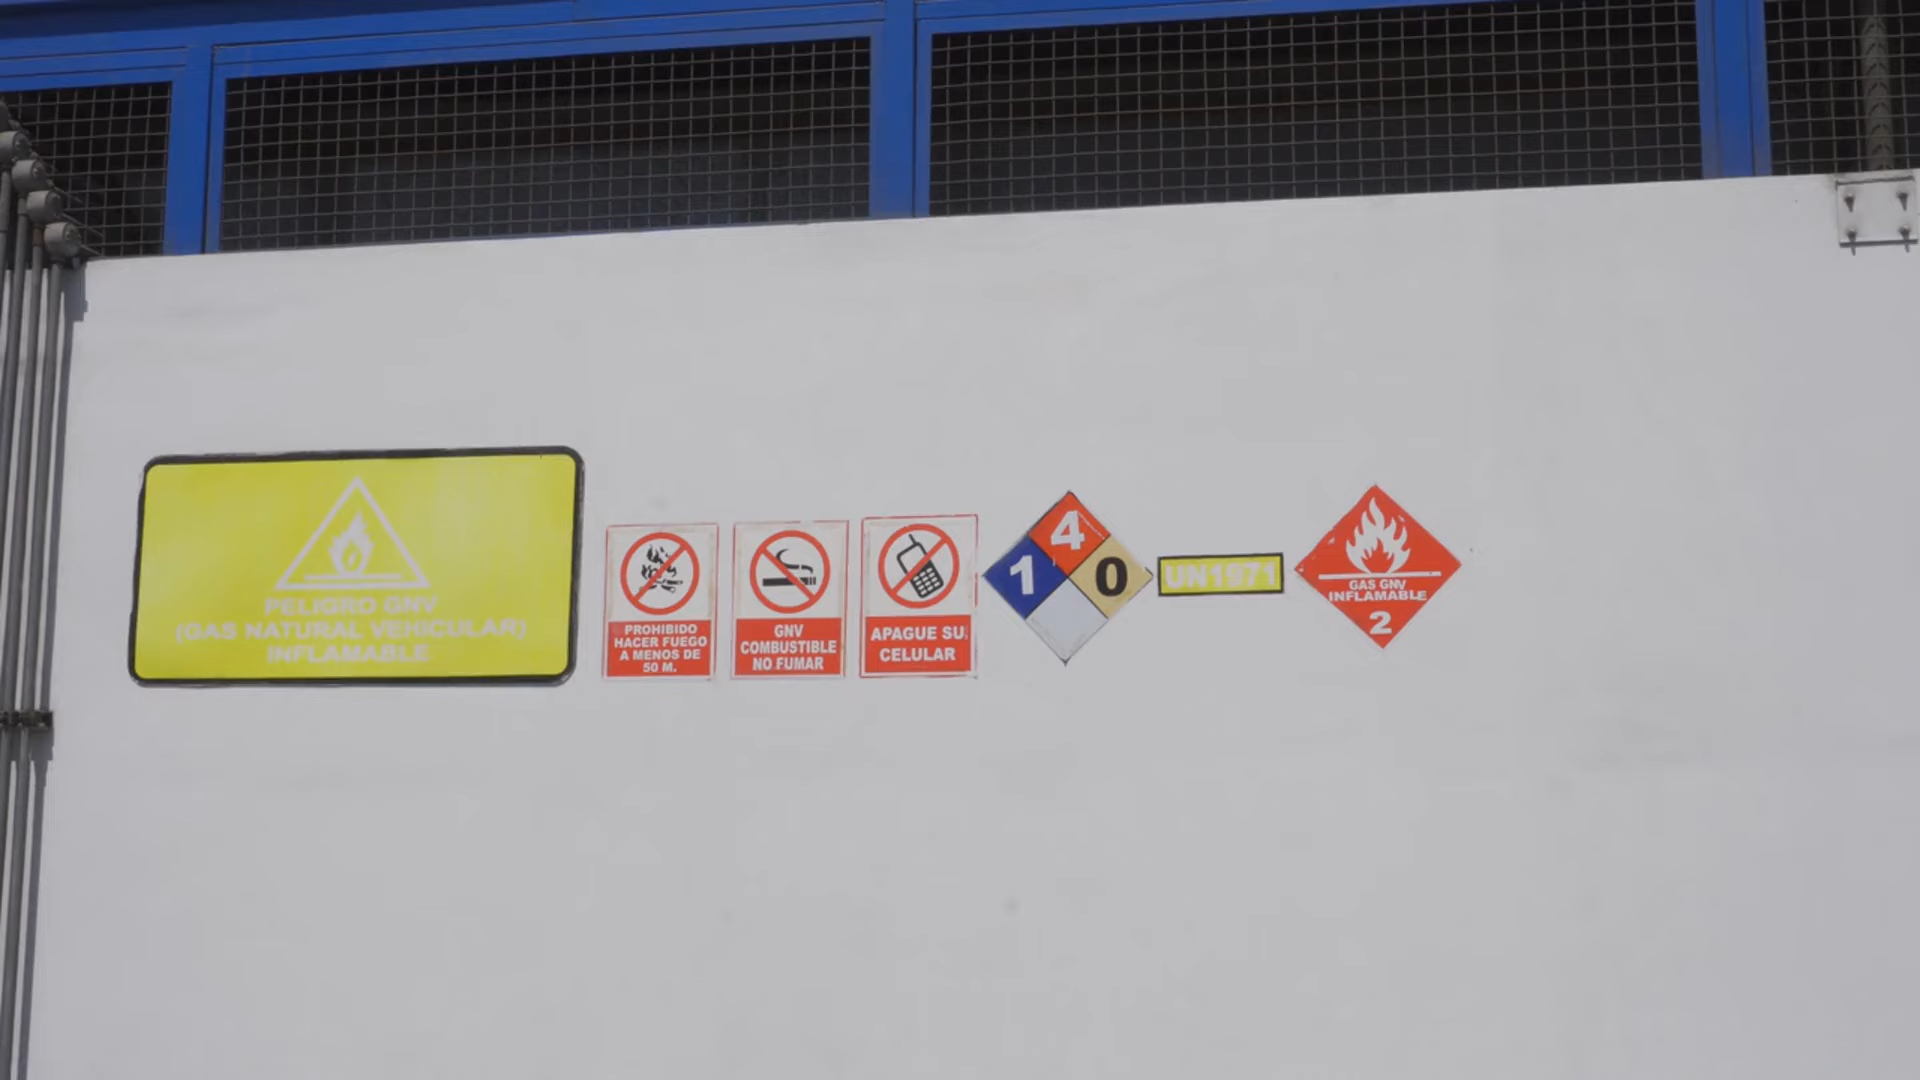 PELIGRO GNV
(GAS NATURAL VEHICULAR)
INFLAMABLE
PROHIBIDO
HACER FUEGO
A MENOS DE
50 M.
GNV
COMBUSTIBLE
NO FUMAR
APAGUE SU
CELULAR
4
1
0
UN1971
GAS GNV
INFLAMABLE
2